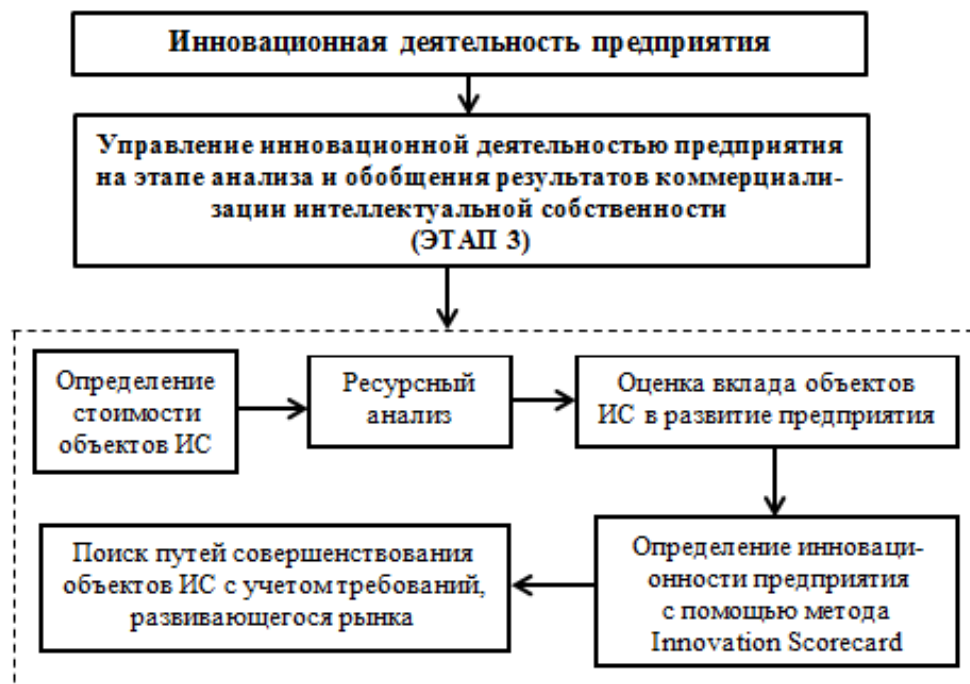 Инновационная деятельность предприятия
Управление инновационной деятельностью предприятия
на этапе анализа и обобщения результатов коммерциали-
зации интеллектуальной собственности
(ЭТАП 3)
Определение
стоимости
объектов ИС
Ресурсный
анализ
Оценка вклада объектов
ИС в развитие предприятия
Определение инноваци-
онности предприятия
с помощью метода
Innovation Scorecard
Поиск путей совершенствования
объектов ИС с учетом требований,
развивающегося рынка